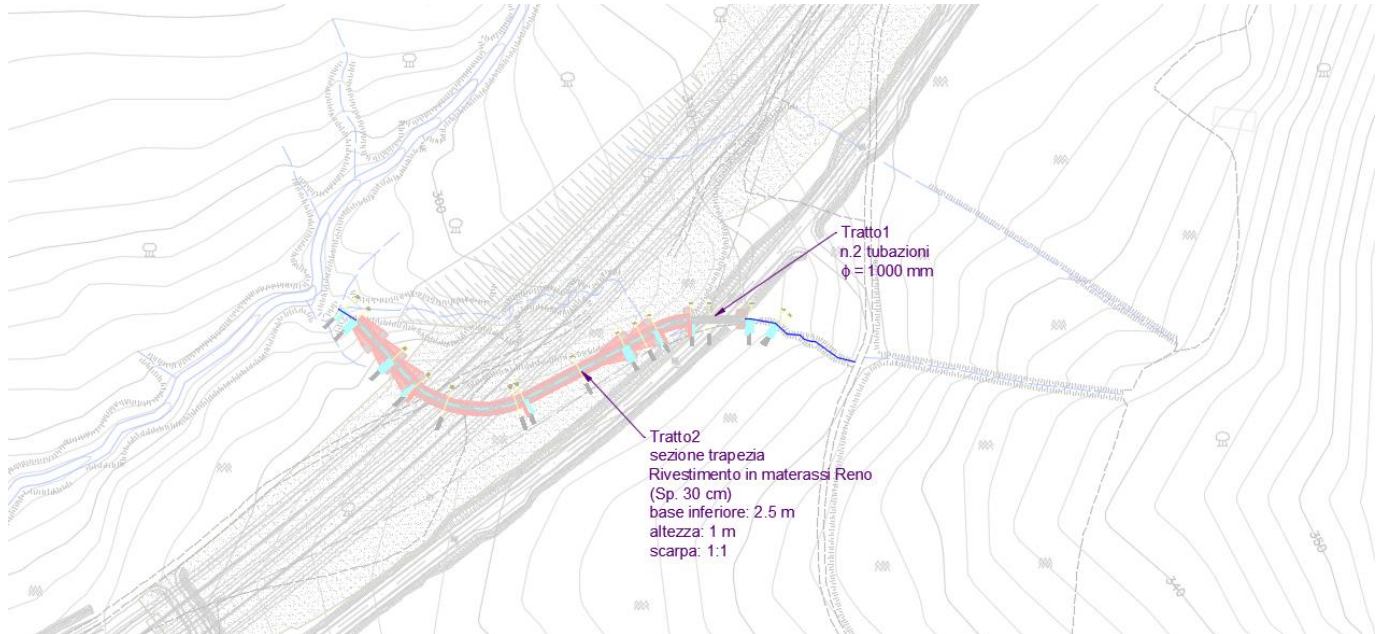 300
Tratto1
n.2 tubazioni
ϕ = 1000 mm
Tratto2
sezione trapezia
Rivestimento in materassi Reno
(Sp. 30 cm)
base inferiore: 2.5 m
altezza: 1 m
scarpa: 1:1
340
350